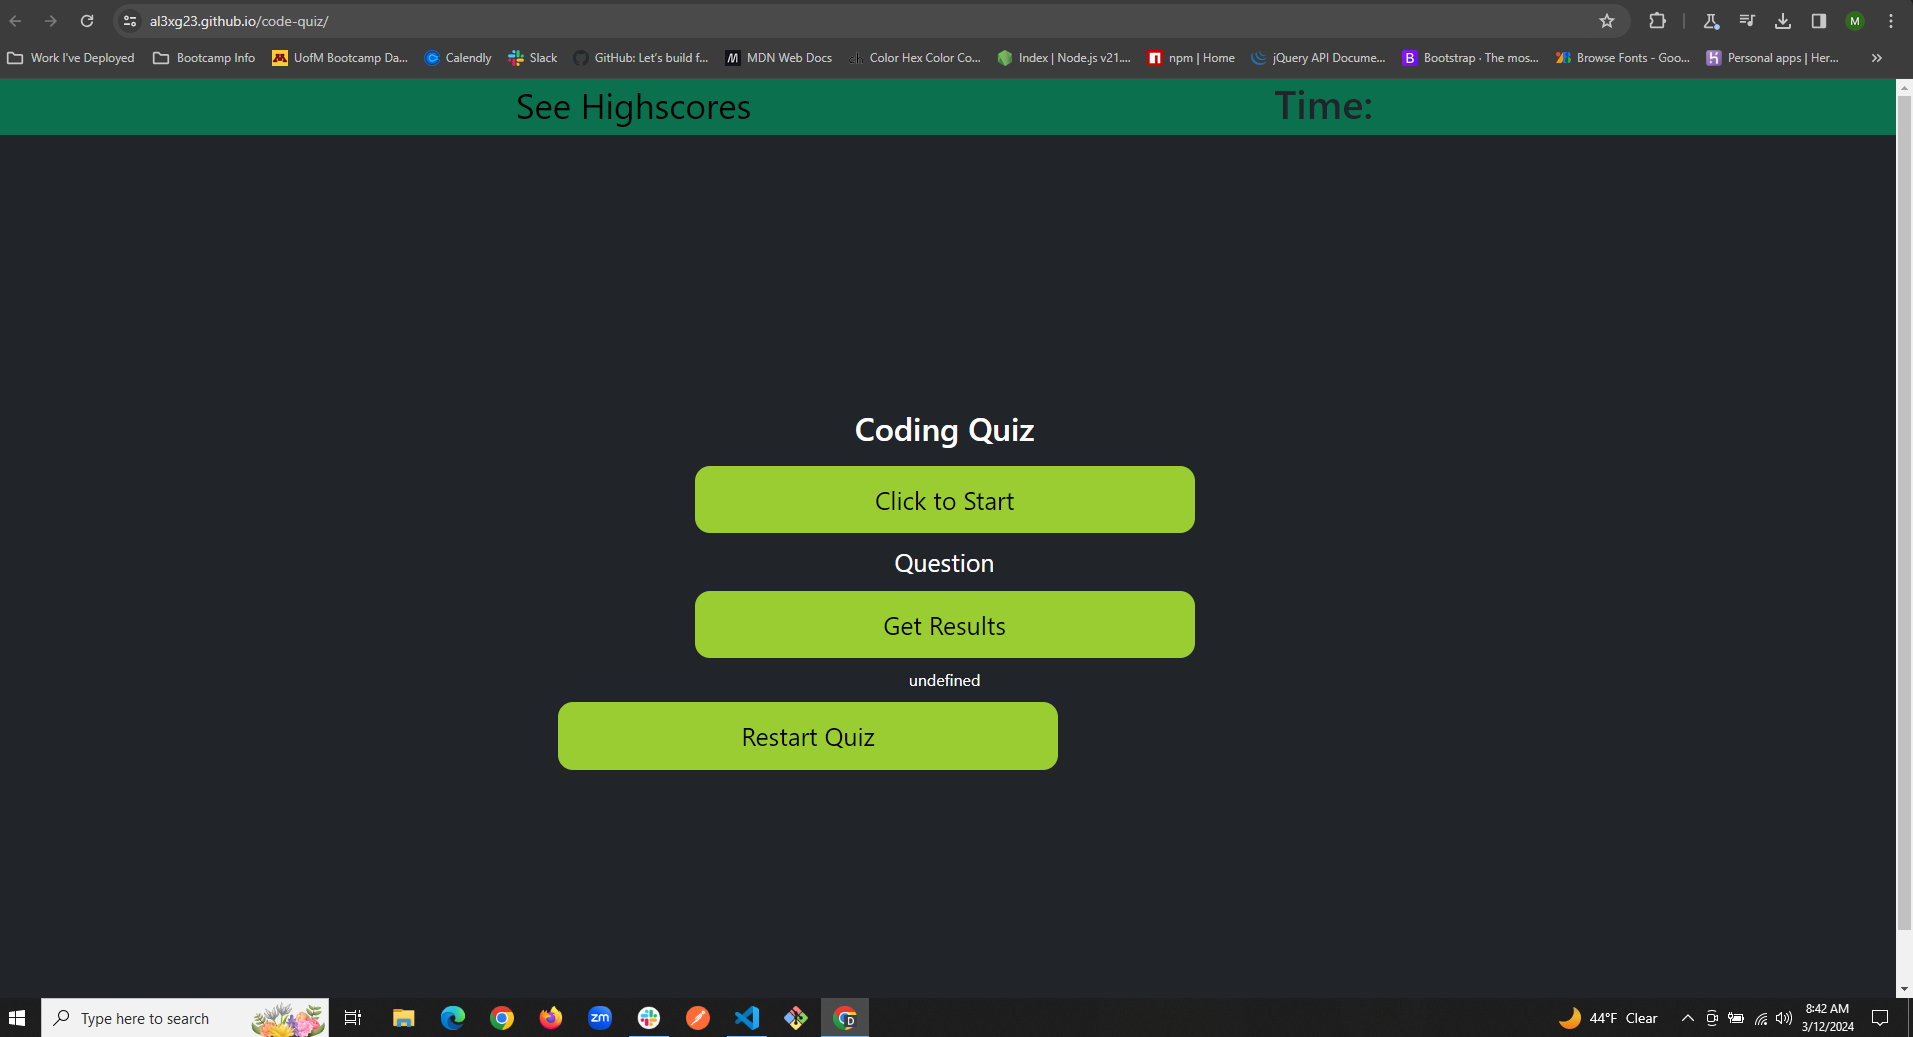 al3xg23.github.io/code-quiz/
M
Work I've Deployed Bootcamp Info UofM Bootcamp Da... Calendly Slack GitHub: Let's build f... MDN Web Docs Color Hex Color Co... Index | Node.js v21.... npm | Home jQuery API Docume... Bootstrap · The mos... Browse Fonts - Goo... Personal apps | Her... »
See Highscores Time:
Coding Quiz
Click to Start
Question
Get Results
undefined
Restart Quiz
Type here to search zm D 44°F Clear 8:42 AM
3/12/2024